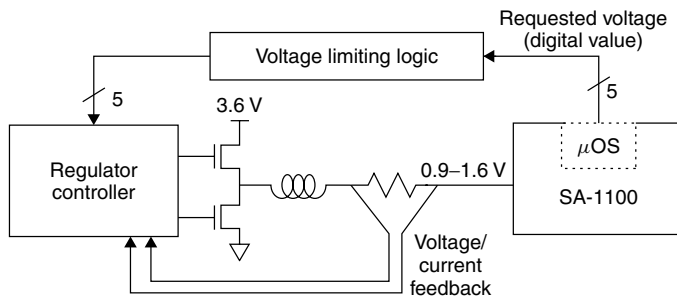 Requested voltage
(digital value)
Voltage limiting logic
5
5
3.6 V
Regulator
controller
0.9–1.6 V
μOS
SA-1100
Voltage/
current
feedback